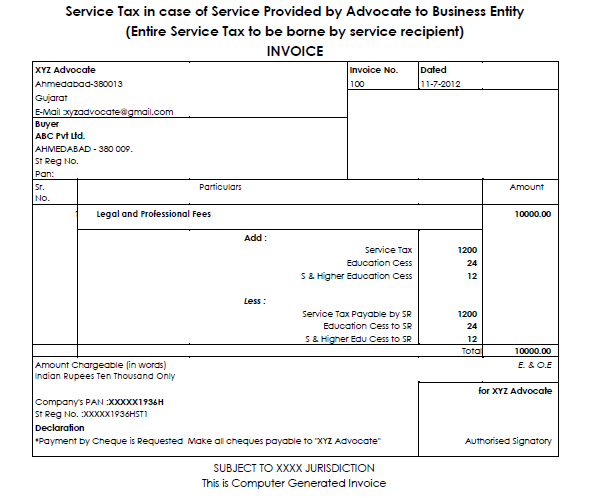 Service Tax in case of Service Provided by Advocate to Business Entity
(Entire Service Tax to be borne by service recipient)
INVOICE
XYZ Advocate Invoice No. Dated
Ahmedabad-380013 100 11-7-2012
Gujarat
E-Mail :xyzadvocate@gmail.com
Buyer
ABC Pvt Ltd.
AHMEDABAD - 380 009.
St Reg No.
Pan:
Sr. No. Particulars Amount
1 Legal and Professional Fees 10000.00
Add :
Service Tax 1200
Education Cess 24
S & Higher Education Cess 12
Less :
Service Tax Payable by SR 1200
Education Cess to SR 24
S & Higher Edu Cess to SR 12
Total 10000.00
Amount Chargeable (in words) E. & O.E
Indian Rupees Ten Thousand Only
for XYZ Advocate
Company's PAN :XXXXX1936H
St Reg No. :XXXXX1936HST1
Declaration
"Payment by Cheque is Requested Make all cheques payable to "XYZ Advocate" Authorised Signatory
SUBJECT TO XXXX JURISDICTION
This is Computer Generated Invoice